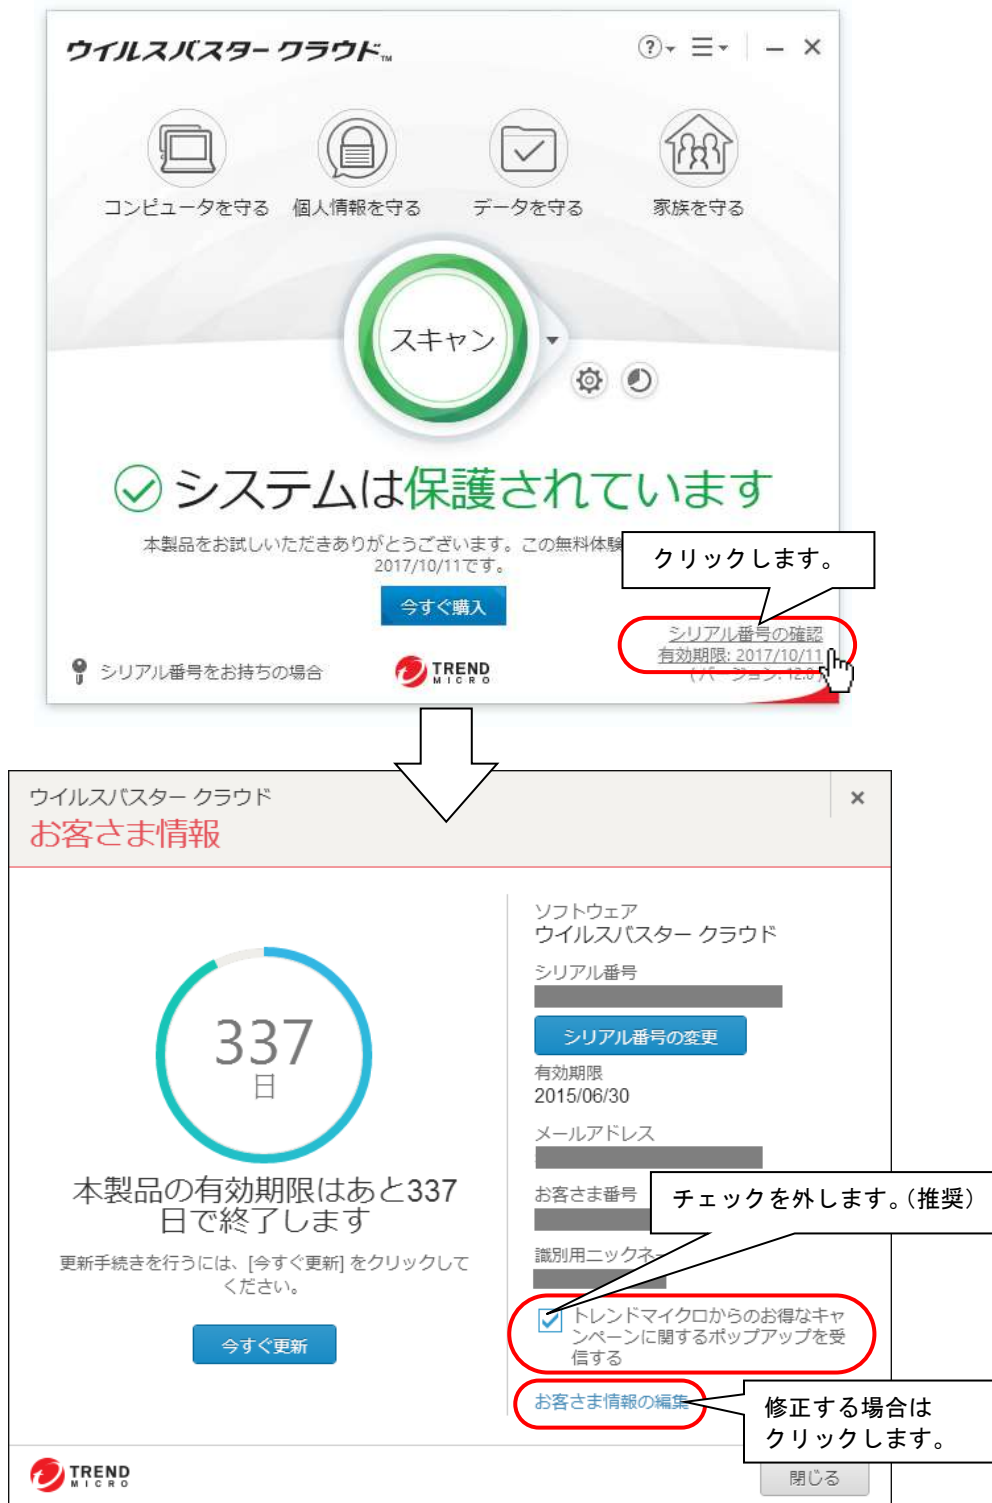 ウイルスバスター クラウド™
コンピュータを守る
個人情報を守る
データを守る
家族を守る
スキャン
システムは保護されています
本製品をお試しいただきありがとうございます。この無料体験
2017/10/11です。
クリックします。
今すぐ購入
シリアル番号の確認
有効期限: 2017/10/11
(バージョン: 12.0)
シリアル番号をお持ちの場合
TREND
MICRO
ウイルスバスター クラウド
お客さま情報
ソフトウェア
ウイルスバスター クラウド
シリアル番号
シリアル番号の変更
有効期限
2015/06/30
メールアドレス
337
日
本製品の有効期限はあと337
日で終了します
更新手続きを行うには、[今すぐ更新] をクリックして
ください。
今すぐ更新
お客さま番号
チェックを外します。(推奨)
識別用ニックネー
トレンドマイクロからのお得なキャ
ンペーンに関するポップアップを受
信する
お客さま情報の編集
修正する場合は
クリックします。
TREND
MICRO
閉じる